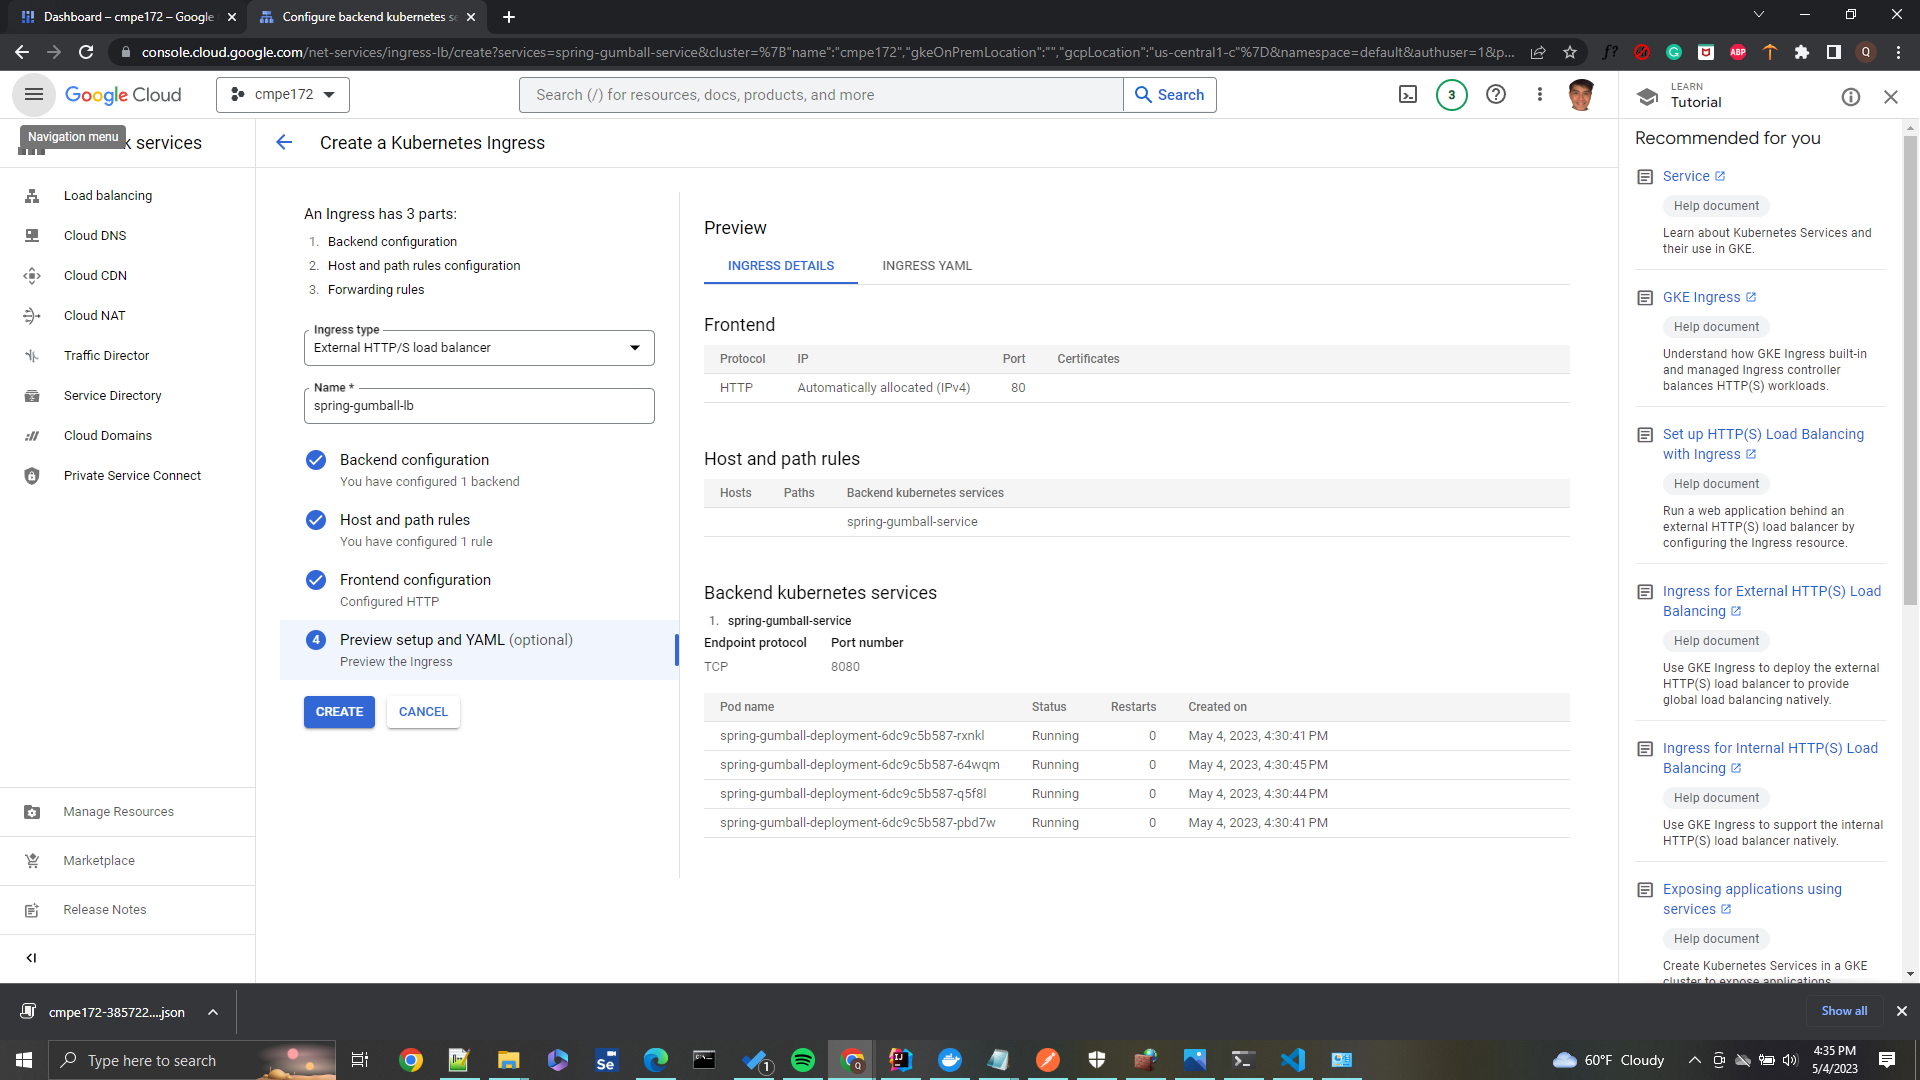 Dashboard – cmpe172 – Google
Configure backend kubernetes se
console.cloud.google.com/net-services/ingress-lb/create?services=spring-gumball-service&cluster=%7B"name":"cmpe172","gkeOnPremLocation":"","gcpLocation":"us-central1-c"%7D&namespace=default&authuser=1&p...
Google Cloud
cmpe172
Search (/) for resources, docs, products, and more
Search
3
LEARN
Tutorial
Navigation menu
k services
Create a Kubernetes Ingress
Load balancing
Cloud DNS
Cloud CDN
Cloud NAT
Traffic Director
Service Directory
Cloud Domains
Private Service Connect
Manage Resources
Marketplace
Release Notes
An Ingress has 3 parts:
1. Backend configuration
2. Host and path rules configuration
3. Forwarding rules
Ingress type
External HTTP/S load balancer
Name *
spring-gumball-lb
Backend configuration
You have configured 1 backend
Host and path rules
You have configured 1 rule
Frontend configuration
Configured HTTP
4 Preview setup and YAML (optional)
Preview the Ingress
CREATE CANCEL
Preview
INGRESS DETAILS INGRESS YAML
Frontend
Protocol IP Port Certificates
HTTP Automatically allocated (IPv4) 80
Host and path rules
Hosts Paths Backend kubernetes services
spring-gumball-service
Backend kubernetes services
1. spring-gumball-service
Endpoint protocol Port number
TCP 8080
Pod name Status Restarts Created on
spring-gumball-deployment-6dc9c5b587-rxnkl Running 0 May 4, 2023, 4:30:41 PM
spring-gumball-deployment-6dc9c5b587-64wqm Running 0 May 4, 2023, 4:30:45 PM
spring-gumball-deployment-6dc9c5b587-q5f8l Running 0 May 4, 2023, 4:30:44 PM
spring-gumball-deployment-6dc9c5b587-pbd7w Running 0 May 4, 2023, 4:30:41 PM
Recommended for you
Service
Help document
Learn about Kubernetes Services and
their use in GKE.
GKE Ingress
Help document
Understand how GKE Ingress built-in
and managed Ingress controller
balances HTTP(S) workloads.
Set up HTTP(S) Load Balancing
with Ingress
Help document
Run a web application behind an
external HTTP(S) load balancer by
configuring the Ingress resource.
Ingress for External HTTP(S) Load
Balancing
Help document
Use GKE Ingress to deploy the external
HTTP(S) load balancer to provide
global load balancing natively.
Ingress for Internal HTTP(S) Load
Balancing
Help document
Use GKE Ingress to support the internal
HTTP(S) load balancer natively.
Exposing applications using
services
Help document
Create Kubernetes Services in a GKE
cluster to expose applications
cmpe172-385722....json
Show all
Type here to search
Se
1
60°F Cloudy
4:35 PM
5/4/2023